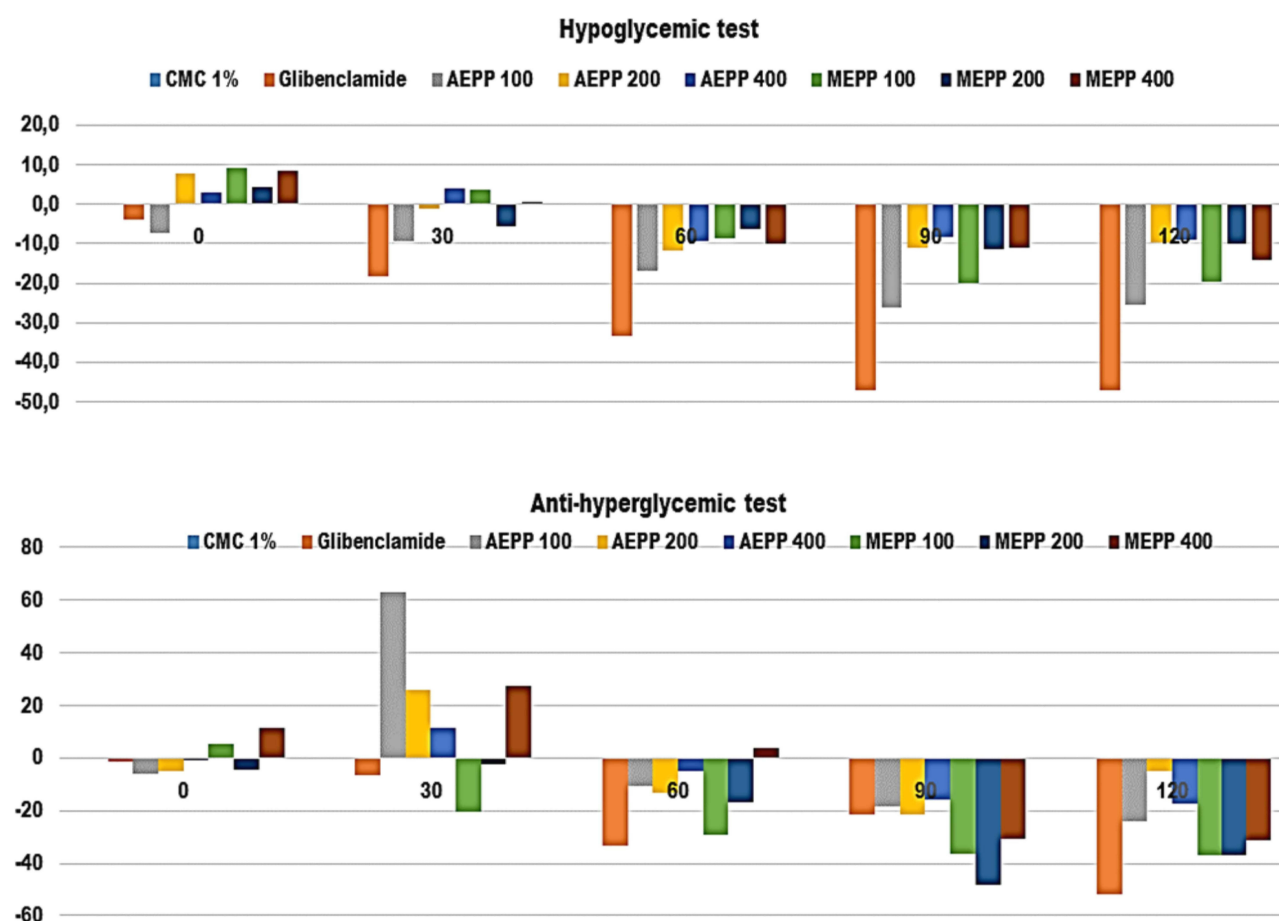 Hypoglycemic test
CMC 1% Glibenclamide AEPP 100 AEPP 200 AEPP 400 MEPP 100 MEPP 200 MEPP 400
20,0
10,0
0,0
-10,0
0 30 60 90 120
-20,0
-30,0
-40,0
-50,0
Anti-hyperglycemic test
80
CMC 1% Glibenclamide AEPP 100 AEPP 200 AEPP 400 MEPP 100 MEPP 200 MEPP 400
60
40
20
0
0 30 60 90 120
-20
-40
-60